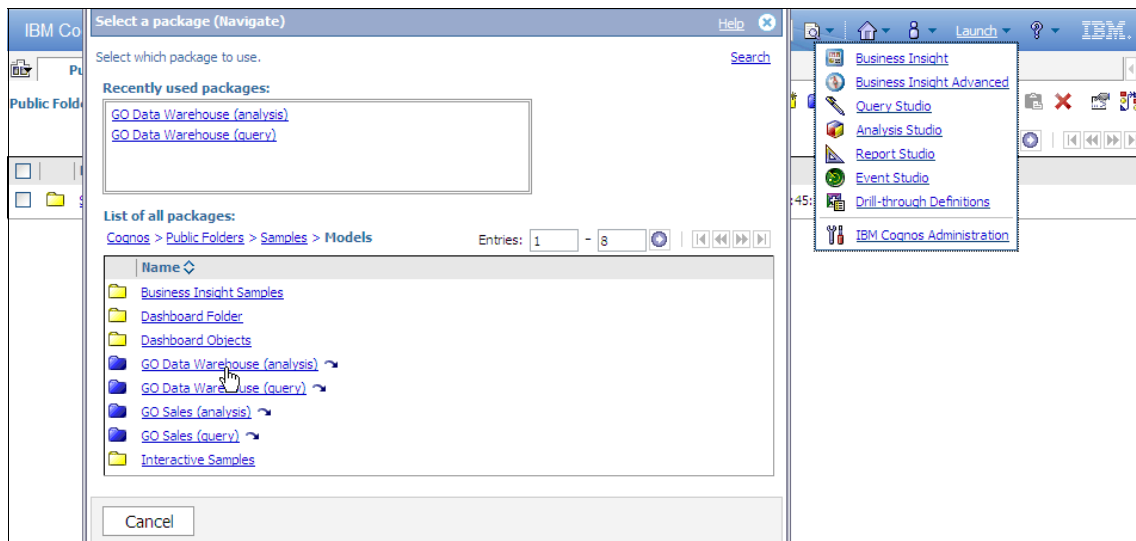 IBM Co
Select a package (Navigate)
Help
Launch
IBM.
Select which package to use.
Search
Pu
Public Fold
Recently used packages:
GO Data Warehouse (analysis)
GO Data Warehouse (query)
List of all packages:
Cognos > Public Folders > Samples > Models
Entries: 1 - 8
Name
Business Insight Samples
Dashboard Folder
Dashboard Objects
GO Data Warehouse (analysis)
GO Data Warehouse (query)
GO Sales (analysis)
GO Sales (query)
Interactive Samples
Cancel
Business Insight
Business Insight Advanced
Query Studio
Analysis Studio
Report Studio
Event Studio
Drill-through Definitions
IBM Cognos Administration
:45: